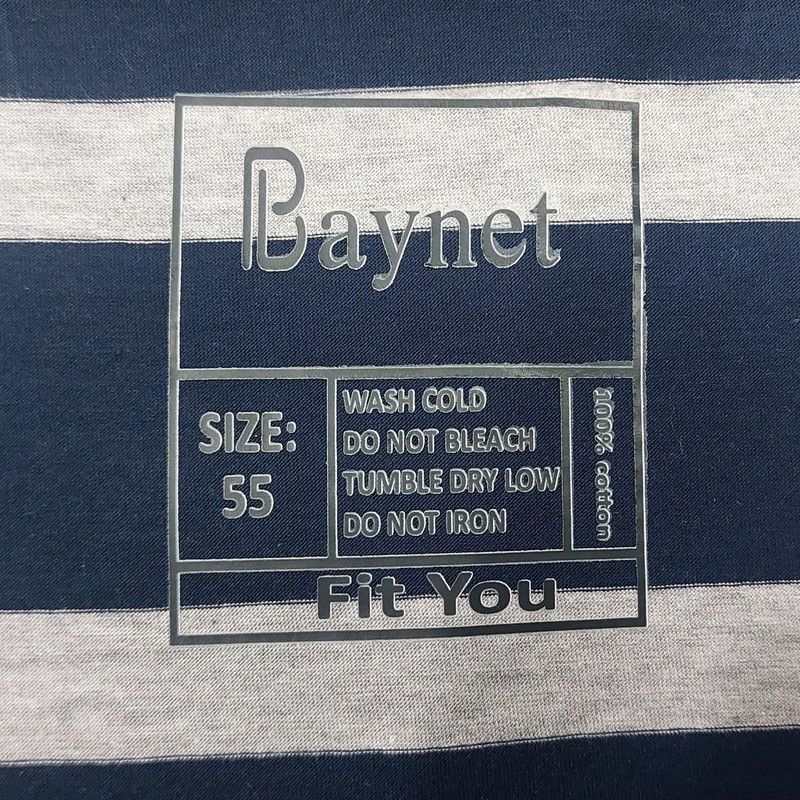 Baynet
SIZE:
55
WASH COLD
DO NOT BLEACH
TUMBLE DRY LOW
DO NOT IRON
100% cotton
Fit You